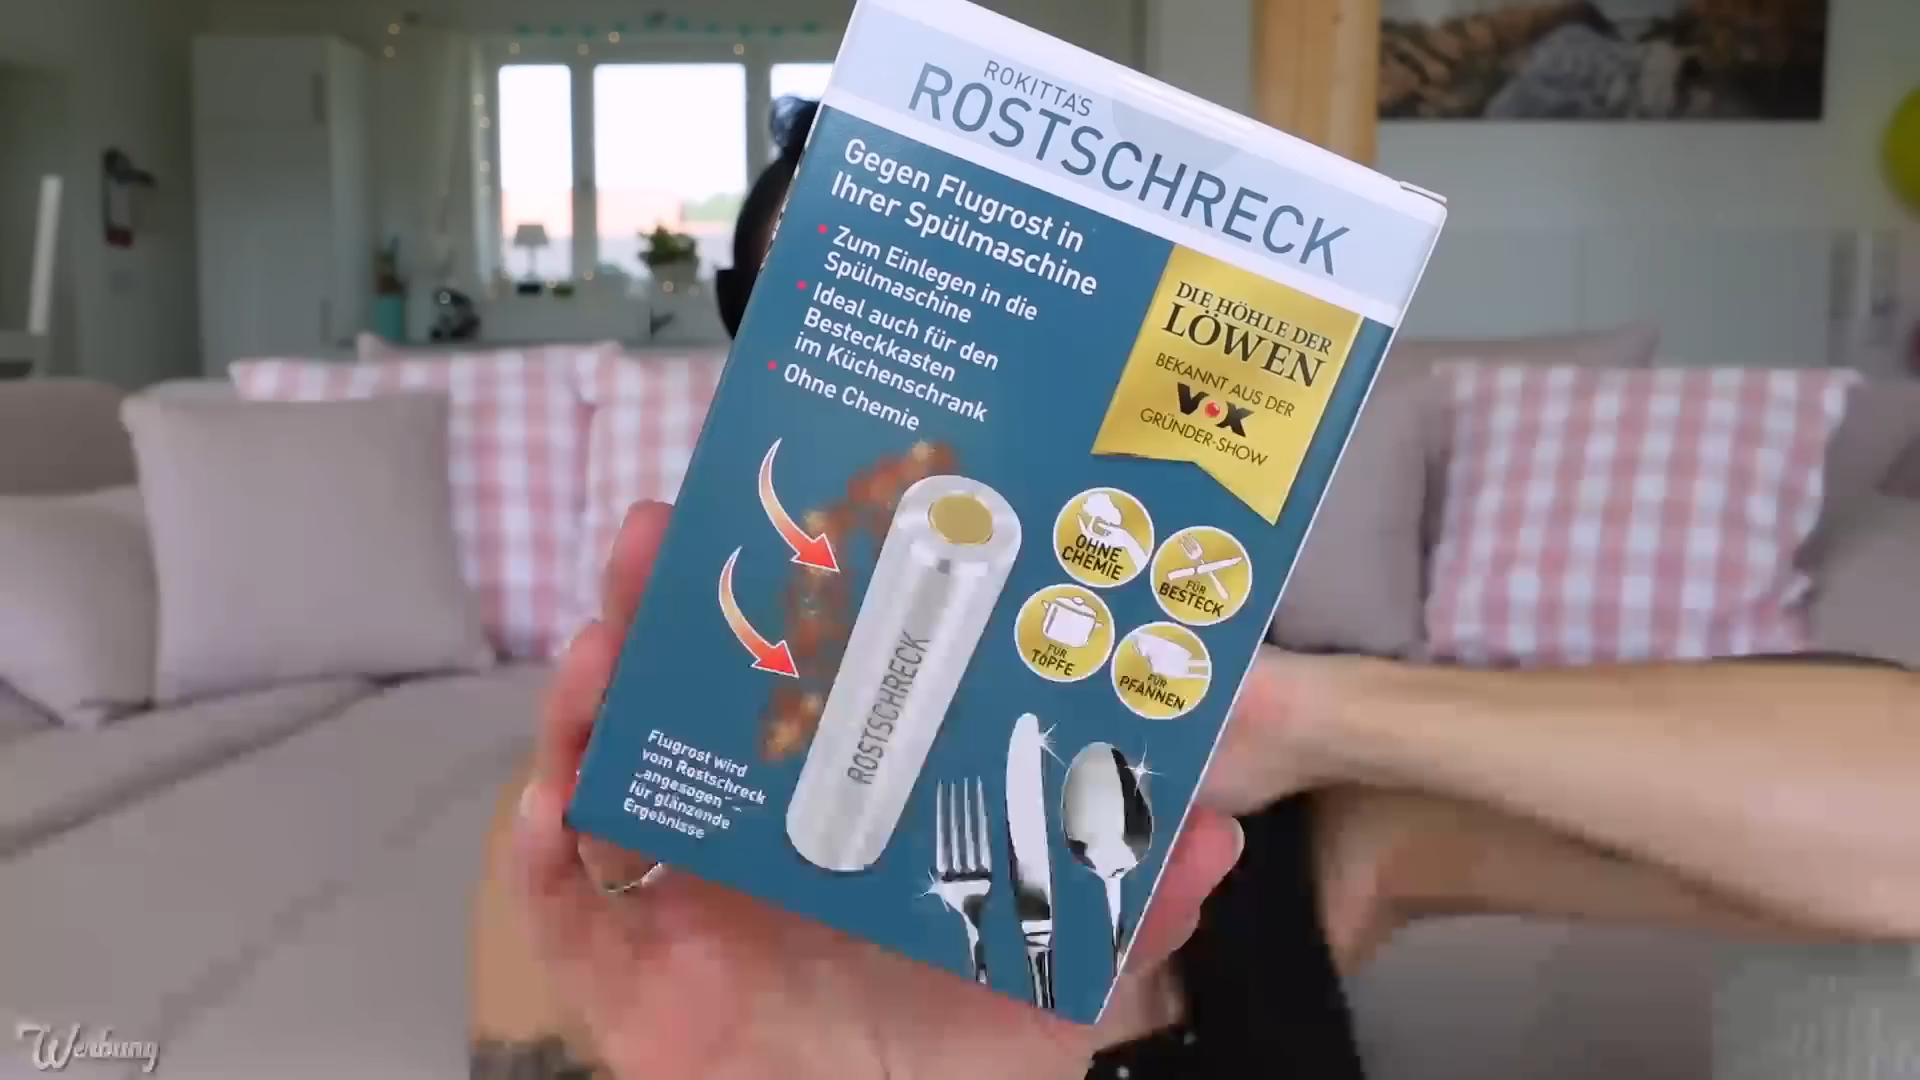 ROKITTA'S
ROSTSCHRECK
Gegen Flugrost in
Ihrer Spülmaschine
• Zum Einlegen in die
Spülmaschine
• Ideal auch für den
Besteckkasten
im Küchenschrank
• Ohne Chemie
DIE HÖHLE DER
LÖWEN
BEKANNT AUS DER
VOX
GRÜNDER-SHOW
OHNE
CHEMIE
FÜR
BESTECK
FÜR
TÖPFE
FÜR
PFANNEN
ROSTSCHRECK
Flugrost wird
vom Rostschreck
„angesogen" –
für glänzende
Ergebnisse
Werbung